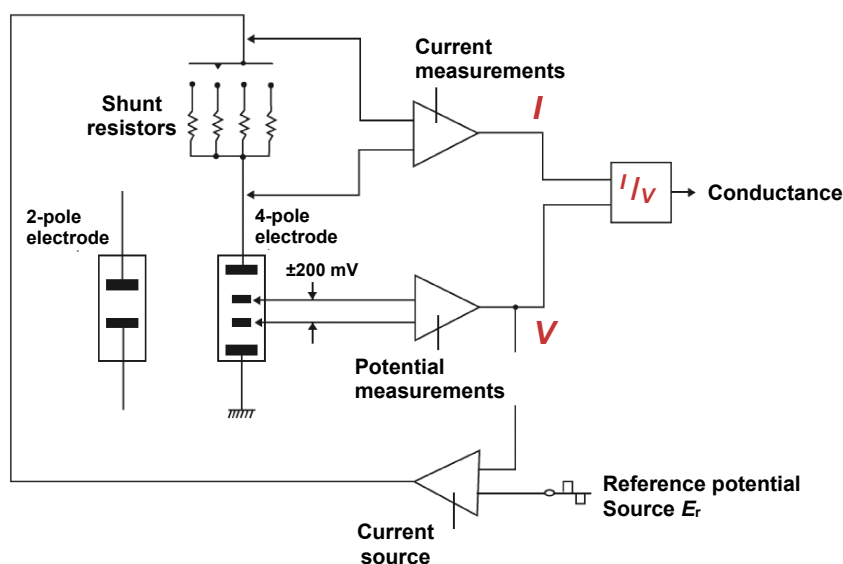 Current
measurements
I
Shunt
resistors
I/V
Conductance
2-pole
electrode
4-pole
electrode
±200 mV
V
Potential
measurements
Reference potential
Source Er
Current
source